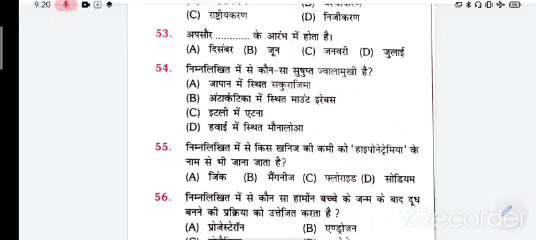 9:20
(C) राष्ट्रीयकरण (D) निजीकरण
53. अपसौर ............ के आरंभ में होता है।
(A) दिसंबर (B) जून (C) जनवरी (D) जुलाई
54. निम्नलिखित में से कौन-सा सुषुप्त ज्वालामुखी है?
(A) जापान में स्थित सकुराजिमा
(B) अंटार्कटिका में स्थित माउंट इरेबस
(C) इटली में एटना
(D) हवाई में स्थित मौनालोआ
55. निम्नलिखित में से किस खनिज की कमी को 'हाइपोनेट्रेमिया' के
नाम से भी जाना जाता है?
(A) जिंक (B) मैंगनीज (C) फ्लोराइड (D) सोडियम
56. निम्नलिखित में से कौन सा हार्मोन बच्चे के जन्म के बाद दूध
बनने की प्रक्रिया को उत्तेजित करता है ?
(A) प्रोजेस्टेरॉन (B) एण्ड्रोजन
XRecorder